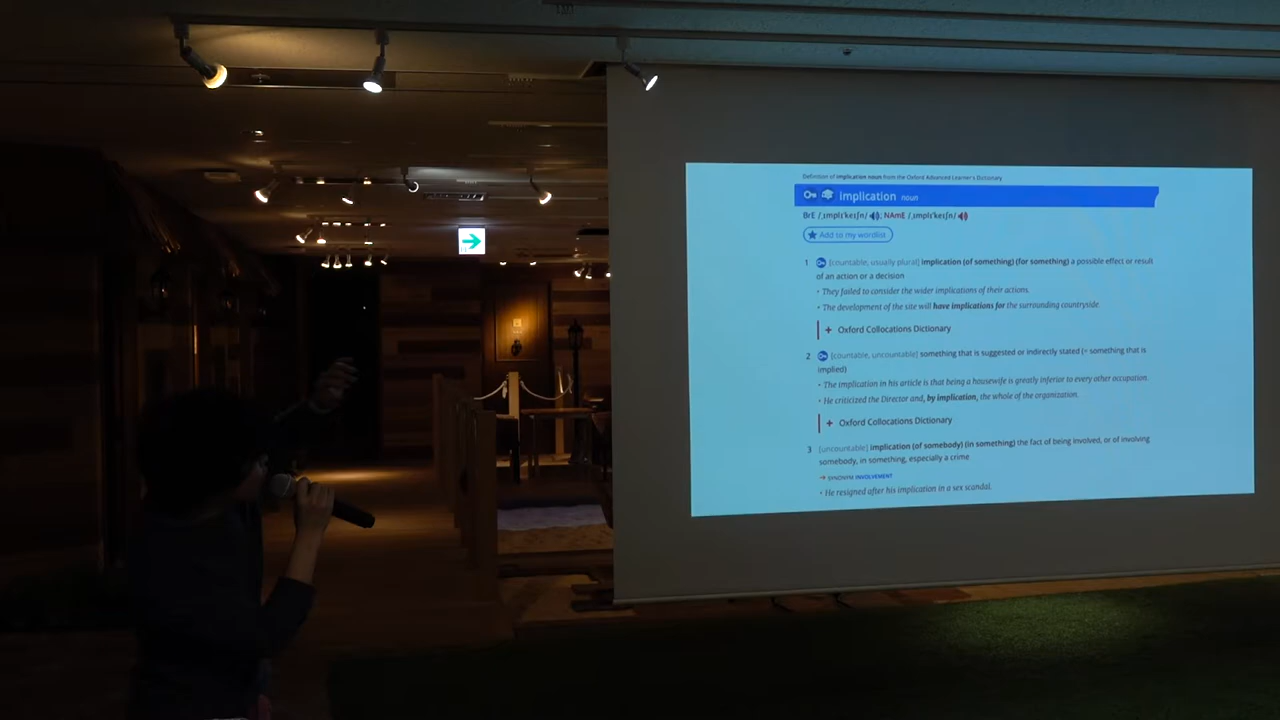 Definition of implication noun from the Oxford Advanced Learner's Dictionary
implication noun
BrE /ˌɪmplɪˈkeɪʃn/ ; NAmE /ˌɪmplɪˈkeɪʃn/
Add to my wordlist
1 [countable, usually plural] implication (of something) (for something) a possible effect or result
of an action or a decision
• They failed to consider the wider implications of their actions.
• The development of the site will have implications for the surrounding countryside.
+ Oxford Collocations Dictionary
2 [countable, uncountable] something that is suggested or indirectly stated (= something that is
implied)
• The implication in his article is that being a housewife is greatly inferior to every other occupation.
• He criticized the Director and, by implication, the whole of the organization.
+ Oxford Collocations Dictionary
3 [uncountable] implication (of somebody) (in something) the fact of being involved, or of involving
somebody, in something, especially a crime
→ SYNONYM INVOLVEMENT
• He resigned after his implication in a sex scandal.